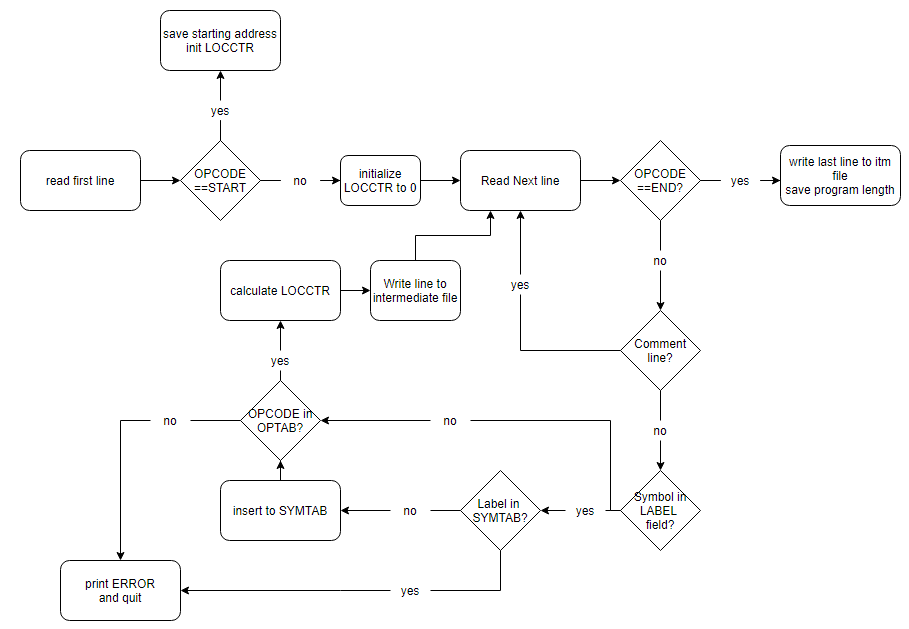 save starting address
init LOCCTR
yes
read first line
OPCODE
==START
no
initialize
LOCCTR to 0
Read Next line
OPCODE
==END?
yes
write last line to itm
file
save program length
no
calculate LOCCTR
Write line to
intermediate file
yes
Comment
line?
yes
no
OPCODE in
OPTAB?
no
no
insert to SYMTAB
no
Label in
SYMTAB?
yes
Symbol in
LABEL
field?
print ERROR
and quit
yes